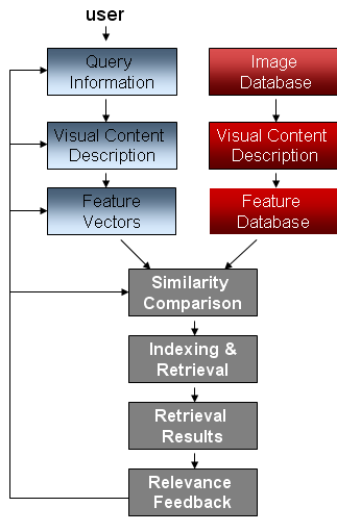 user
Query
Information
Image
Database
Visual Content
Description
Visual Content
Description
Feature
Vectors
Feature
Database
Similarity
Comparison
Indexing &
Retrieval
Retrieval
Results
Relevance
Feedback